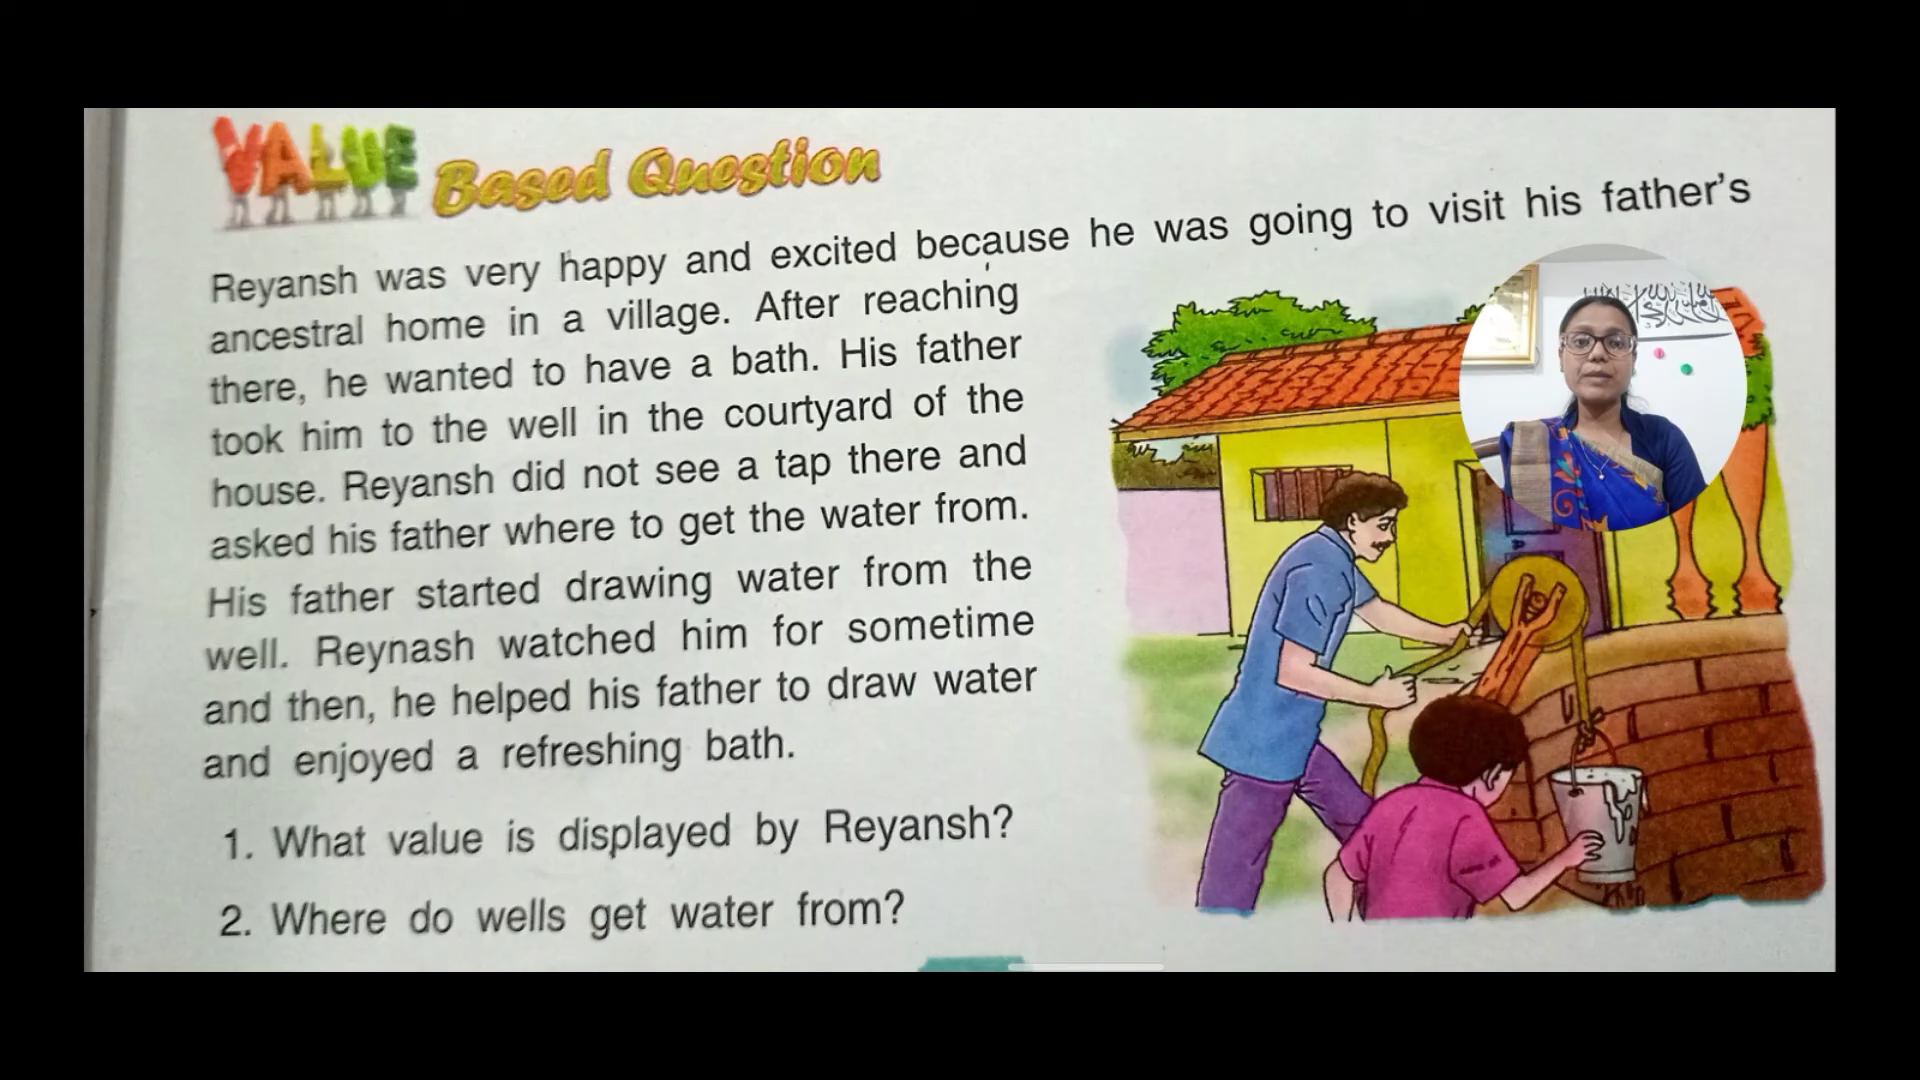 VALUE Based Question
Reyansh was very happy and excited because he was going to visit his father's
ancestral home in a village. After reaching
there, he wanted to have a bath. His father
took him to the well in the courtyard of the
house. Reyansh did not see a tap there and
asked his father where to get the water from.
His father started drawing water from the
well. Reynash watched him for sometime
and then, he helped his father to draw water
and enjoyed a refreshing bath.
1. What value is displayed by Reyansh?
2. Where do wells get water from?